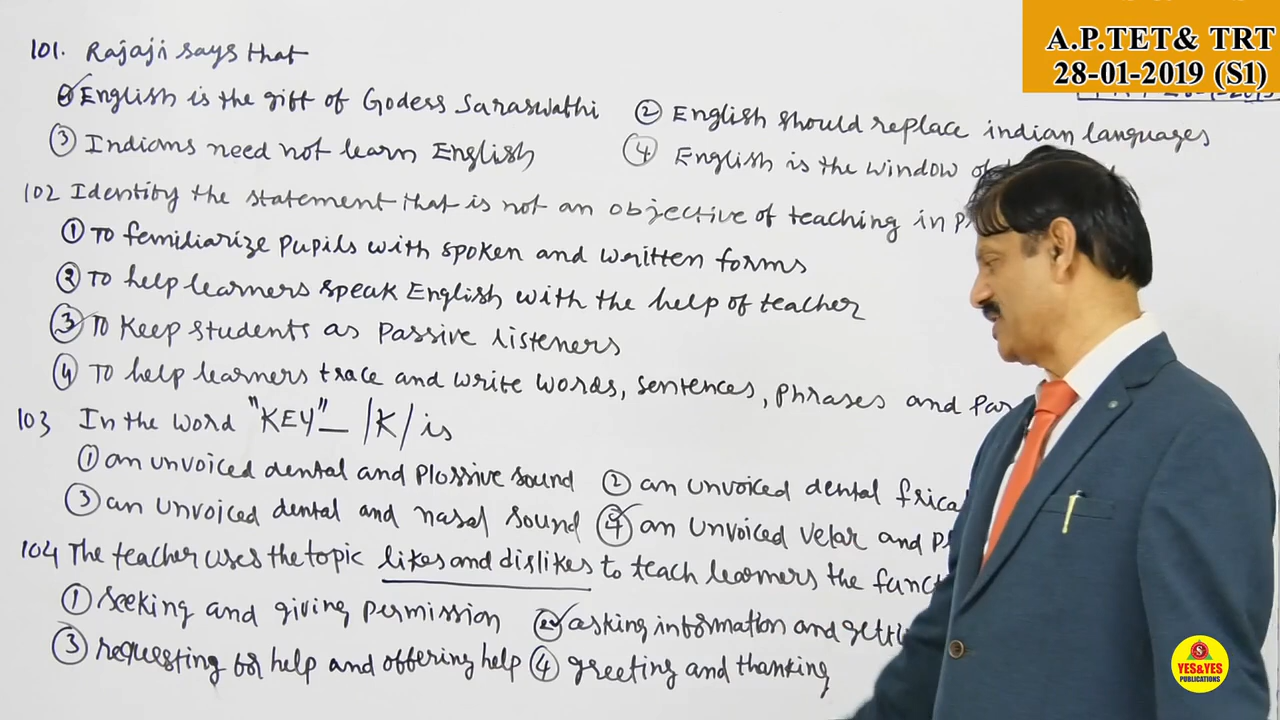 A.P.TET& TRT
28-01-2019 (S1)
101. Rajaji says that
① English is the gift of Godess Saraswathi ② English should replace indian languages
③ Indians need not learn English ④ English is the window of
102 Identity the statement that is not an objective of teaching in
① To femiliarize pupils with spoken and written forms
② To help learners speak English with the help of teacher
③ To keep students as passive listeners
④ To help learners trace and write words, sentences, phrases and
103 In the word "KEY" _ /K/ is
① an unvoiced dental and plossive sound ② an unvoiced dental
③ an unvoiced dental and nasal sound ④ an unvoiced velar and
104 The teacher uses the topic likes and dislikes to teach learners the
① seeking and giving permission ② asking information and
③ requesting for help and offering help ④ greeting and thanking
S
YES&YES
PUBLICATIONS